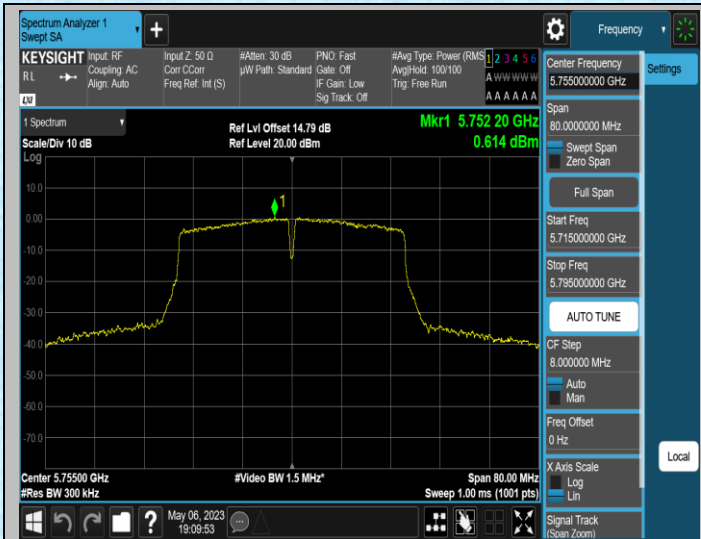 Spectrum Analyzer 1
Swept SA
+
Frequency
KEYSIGHT
RL
LXI
Input: RF
Coupling: AC
Align: Auto
Input Z: 50 Ω
Corr CCorr
Freq Ref: Int (S)
#Atten: 30 dB
µW Path: Standard
PNO: Fast
Gate: Off
IF Gain: Low
Sig Track: Off
#Avg Type: Power (RMS
Avg|Hold: 100/100
Trig: Free Run
1 2 3 4 5 6
A W W W W W
A A A A A A
1 Spectrum
Scale/Div 10 dB
Ref Lvl Offset 14.79 dB
Ref Level 20.00 dBm
Mkr1 5.752 20 GHz
0.614 dBm
Log
1
10.0
0.00
-10.0
-20.0
-30.0
-40.0
-50.0
-60.0
-70.0
Center 5.75500 GHz
#Res BW 300 kHz
#Video BW 1.5 MHz*
Span 80.00 MHz
Sweep 1.00 ms (1001 pts)
?
May 06, 2023
19:09:53
Center Frequency
5.755000000 GHz
Span
80.0000000 MHz
Swept Span
Zero Span
Full Span
Start Freq
5.715000000 GHz
Stop Freq
5.795000000 GHz
AUTO TUNE
CF Step
8.000000 MHz
Auto
Man
Freq Offset
0 Hz
X Axis Scale
Log
Lin
Signal Track
(Span Zoom)
Settings
Local